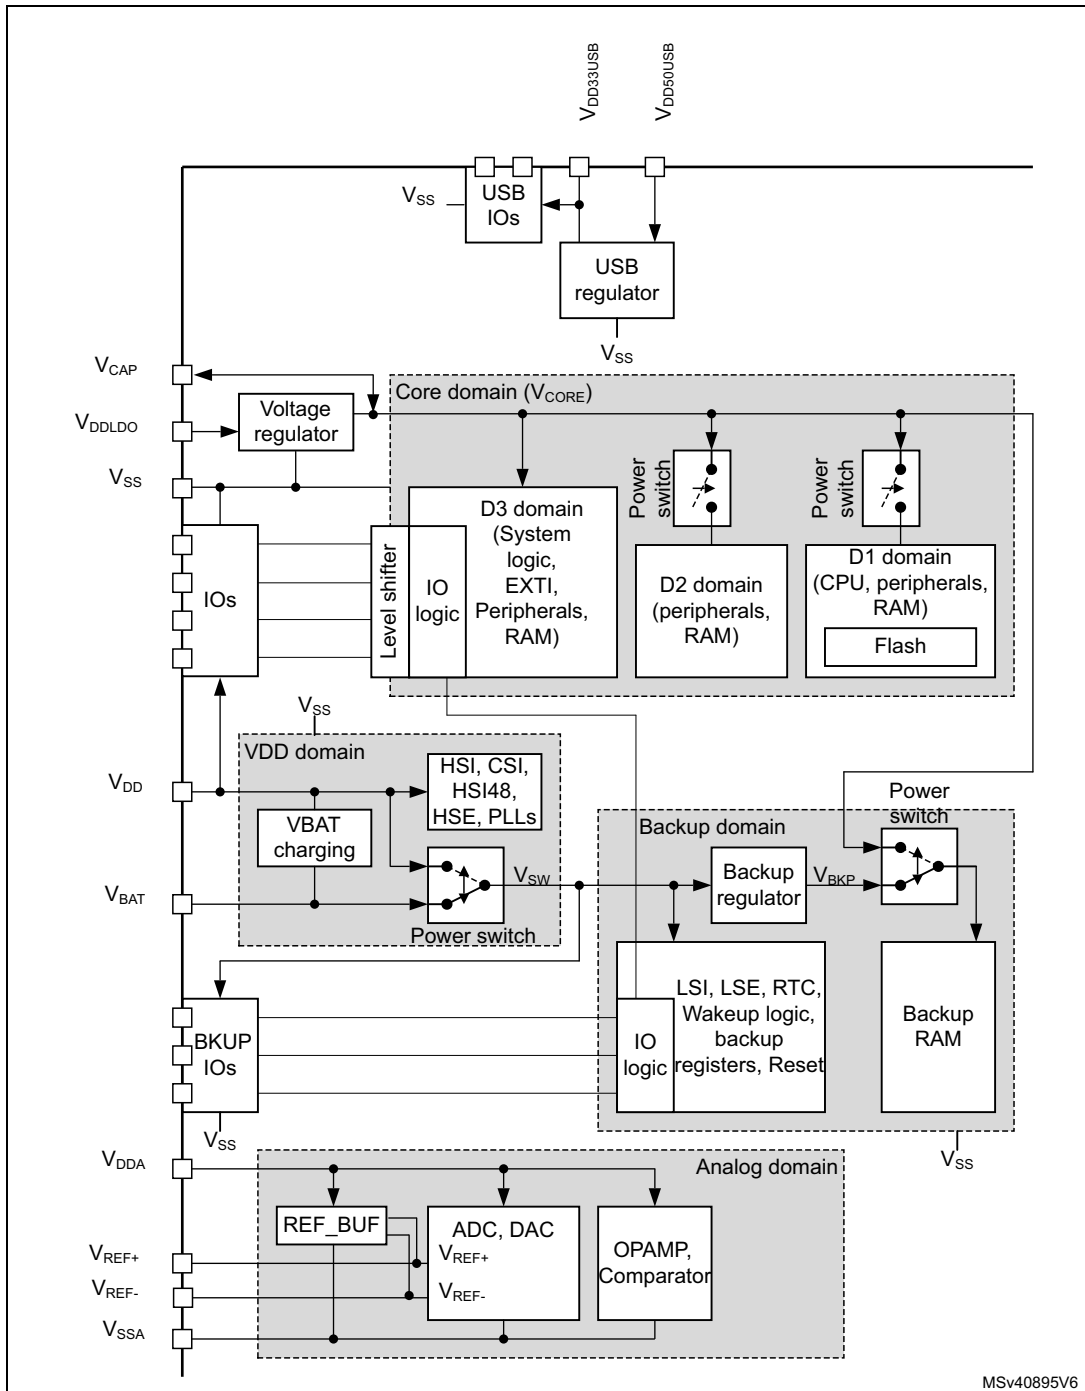 VDD33USB
VDD50USB
VSS
USB
IOs
USB
regulator
VSS
VCAP
Core domain (VCORE)
Voltage
regulator
VDDLDO
VSS
Power
switch
Power
switch
D3 domain
(System
logic,
EXTI,
Peripherals,
RAM)
IOs
Level shifter
IO
logic
D2 domain
(peripherals,
RAM)
D1 domain
(CPU, peripherals,
RAM)
Flash
VSS
VDD domain
VDD
HSI, CSI,
HSI48,
HSE, PLLs
VBAT
charging
Power
switch
Backup domain
VBAT
VSW
Backup
regulator
VBKP
Power switch
BKUP
IOs
IO
logic
LSI, LSE, RTC,
Wakeup logic,
backup
registers, Reset
Backup
RAM
VSS
VSS
VDDA
Analog domain
REF_BUF
ADC, DAC
OPAMP,
Comparator
VREF+
VREF+
VREF-
VREF-
VSSA
MSv40895V6